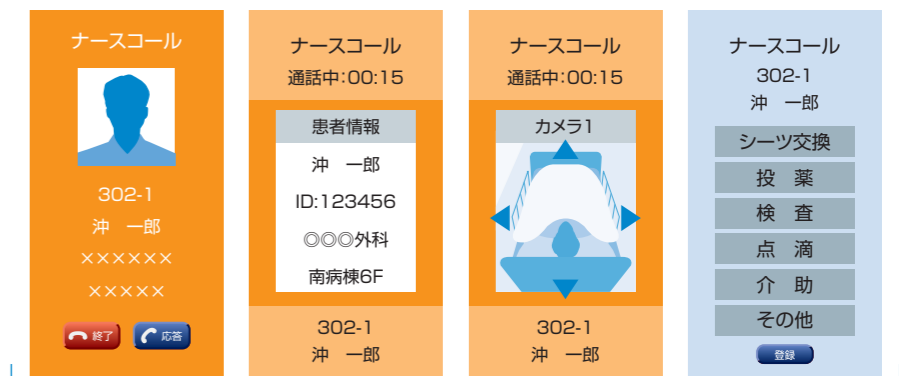 ナースコール
302-1
沖　一郎
××××××
×××××
終了
応答
ナースコール
通話中:00:15
患者情報
沖　一郎
ID:123456
◎◎◎外科
南病棟6F
302-1
沖　一郎
ナースコール
通話中:00:15
カメラ1
302-1
沖　一郎
ナースコール
302-1
沖　一郎
シーツ交換
投　薬
検　査
点　滴
介　助
その他
登録